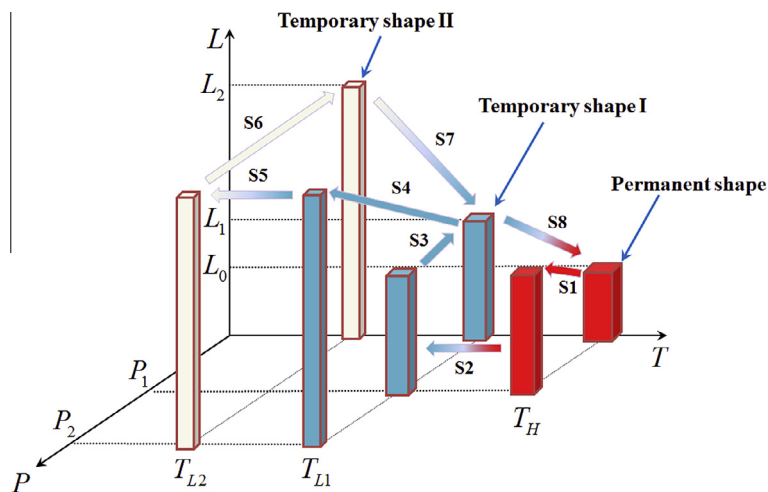 Temporary shape II
L
L2
Temporary shape I
S6
S7
Permanent shape
S5
S4
L1
S8
S3
L0
S1
S2
T
P1
TH
P2
P
TL2
TL1